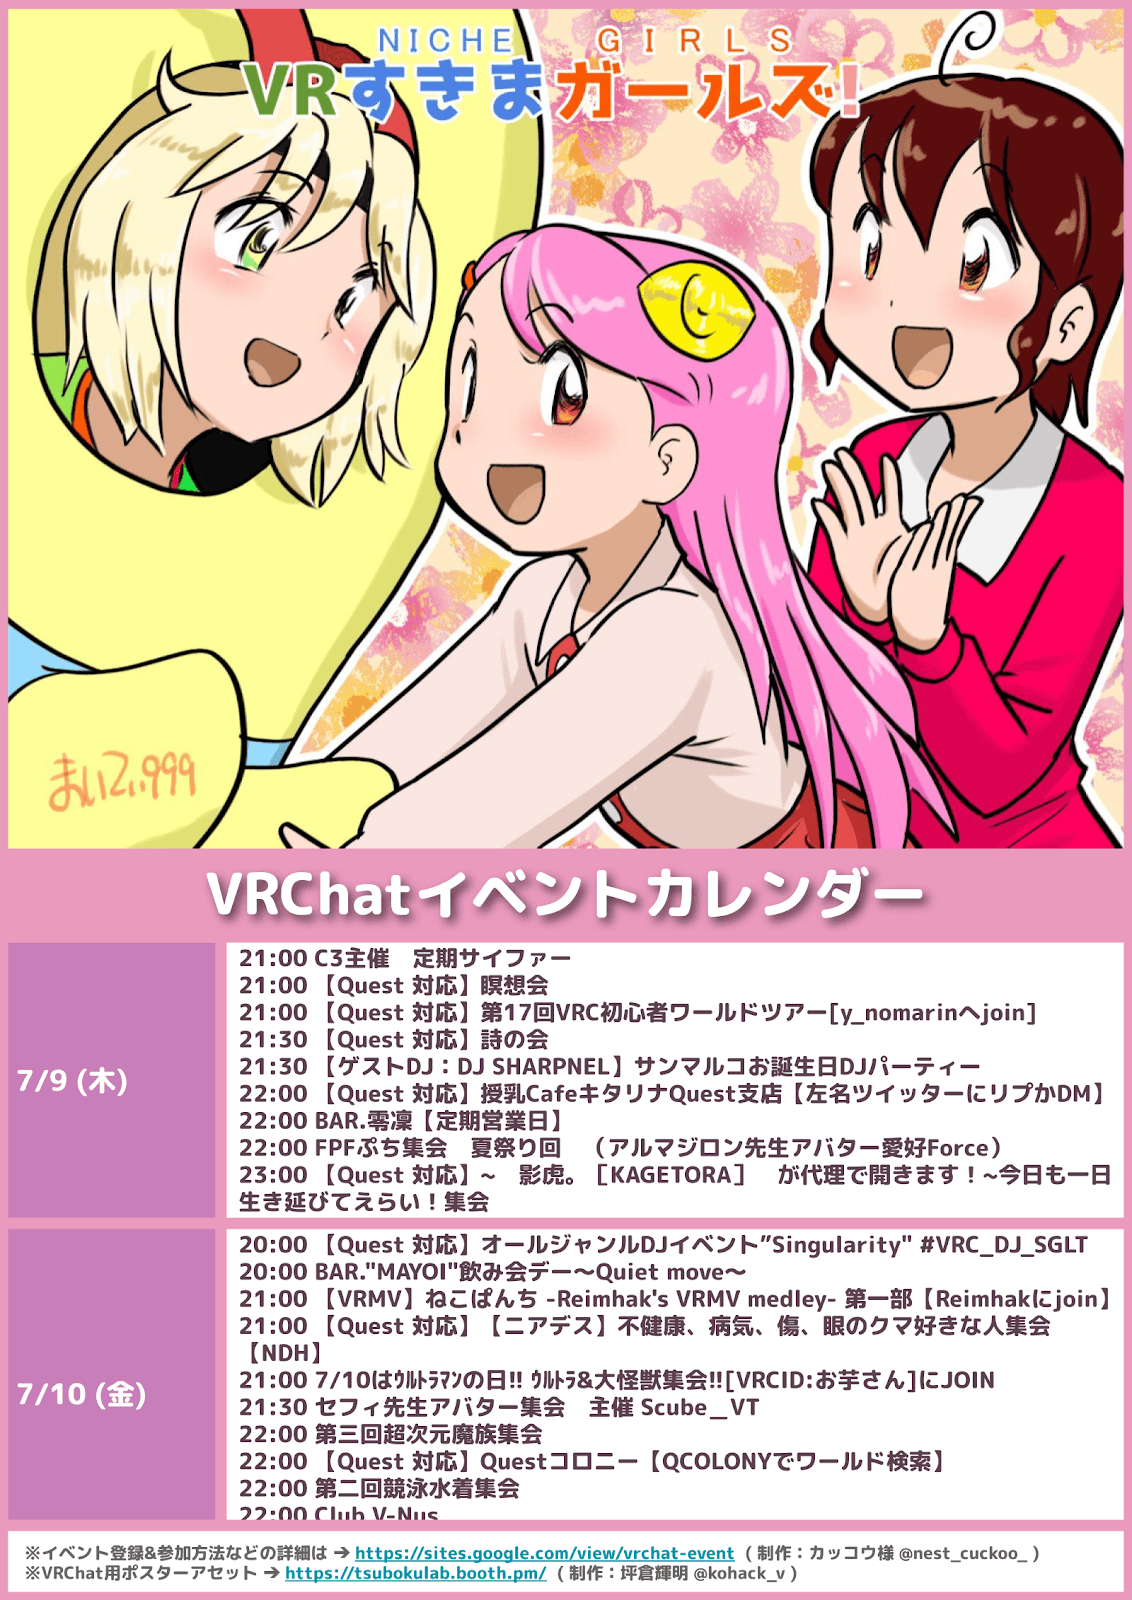 NICHE GIRLS
VRすきまガールズ!
まいてぃ999
VRChatイベントカレンダー
7/9 (木)
21:00 C3主催　定期サイファー
21:00 【Quest 対応】瞑想会
21:00 【Quest 対応】第17回VRC初心者ワールドツアー[y_nomarinへjoin]
21:30 【Quest 対応】詩の会
21:30 【ゲストDJ：DJ SHARPNEL】サンマルコお誕生日DJパーティー
22:00 【Quest 対応】授乳CafeキタリナQuest支店【左名ツイッターにリプかDM】
22:00 BAR.零凜【定期営業日】
22:00 FPFぷち集会　夏祭り回　（アルマジロン先生アバター愛好Force）
23:00 【Quest 対応】~　影虎。［KAGETORA］　が代理で開きます！~今日も一日
生き延びてえらい！集会
7/10 (金)
20:00 【Quest 対応】オールジャンルDJイベント”Singularity" #VRC_DJ_SGLT
20:00 BAR."MAYOI"飲み会デー〜Quiet move〜
21:00 【VRMV】ねこぱんち -Reimhak's VRMV medley- 第一部【Reimhakにjoin】
21:00 【Quest 対応】【ニアデス】不健康、病気、傷、眼のクマ好きな人集会
【NDH】
21:00 7/10はｳﾙﾄﾗﾏﾝの日!! ｳﾙﾄﾗ&大怪獣集会!![VRCID:お芋さん]にJOIN
21:30 セフィ先生アバター集会　主催 Scube＿VT
22:00 第三回超次元魔族集会
22:00 【Quest 対応】Questコロニー【QCOLONYでワールド検索】
22:00 第二回競泳水着集会
22:00 Club V-Nus
※イベント登録&参加方法などの詳細は ➔ https://sites.google.com/view/vrchat-event （ 制作：カッコウ様 @nest_cuckoo_ ）
※VRChat用ポスターアセット ➔ https://tsubokulab.booth.pm/ （ 制作：坪倉輝明 @kohack_v ）